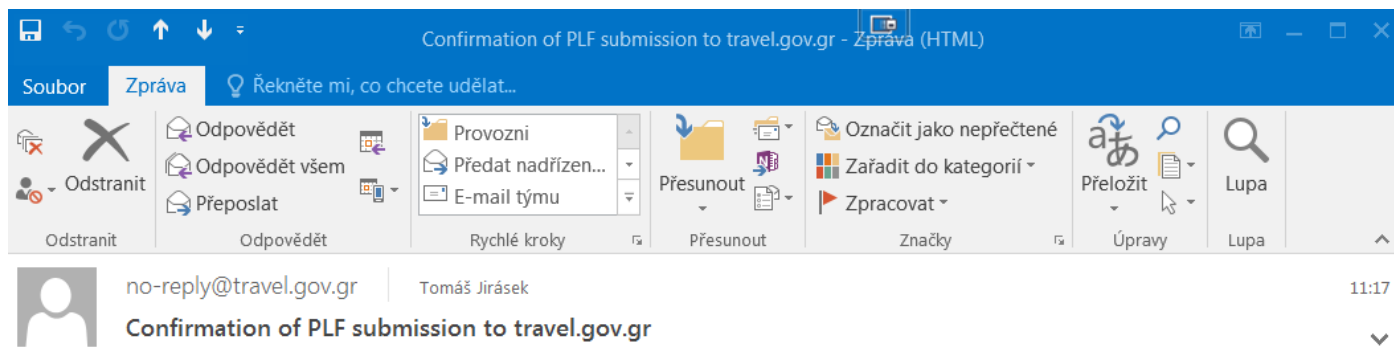 Confirmation of PLF submission to travel.gov.gr - Zpráva (HTML)
Soubor Zpráva Řekněte mi, co chcete udělat...
Odstranit
Odpovědět
Odpovědět všem
Přeposlat
Provozni
Předat nadřízen...
E-mail týmu
Přesunout
Označit jako nepřečtené
Zařadit do kategorií
Zpracovat
Přeložit
Lupa
Odstranit Odpovědět Rychlé kroky Přesunout Značky Úpravy Lupa
no-reply@travel.gov.gr Tomáš Jirásek 11:17
Confirmation of PLF submission to travel.gov.gr